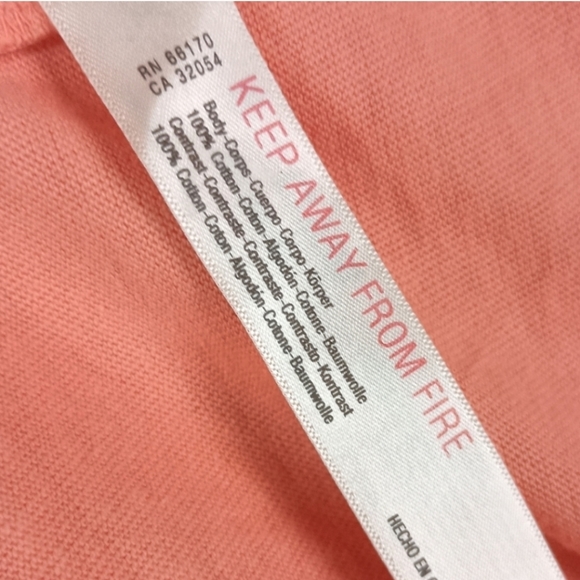 RN 66170
CA 32054
KEEP AWAY FROM FIRE
Body-Corps-Cuerpo-Corpo-Körper
100% Cotton-Coton-Algodón-Cotone-Baumwolle
Contrast-Contraste-Contraste-Contrasto-Kontrast
100% Cotton-Coton-Algodón-Cotone-Baumwolle
HECHO EN